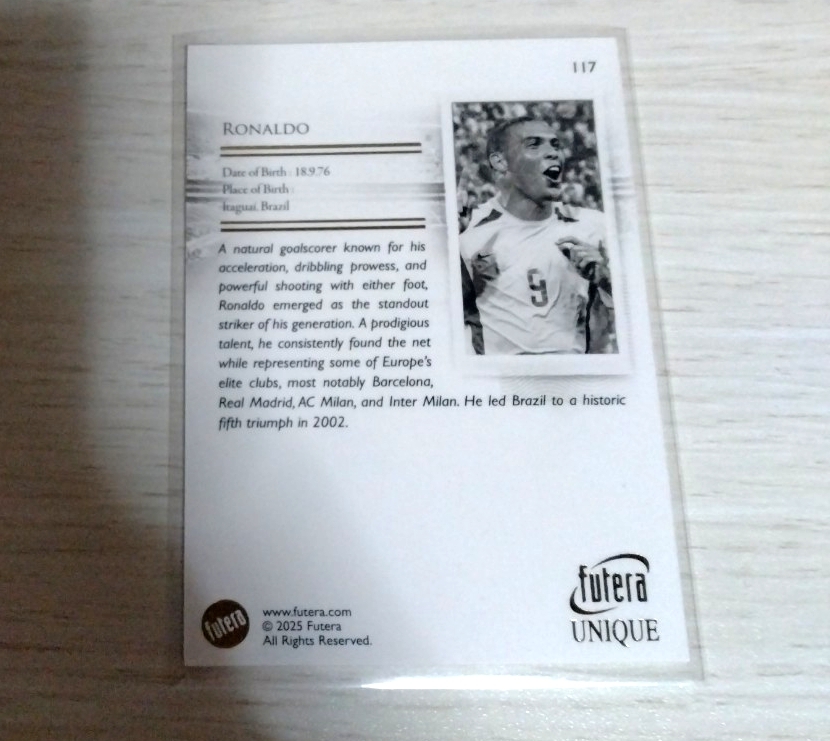 117
RONALDO
Date of Birth : 18.9.76
Place of Birth :
Itaguai, Brazil
A natural goalscorer known for his
acceleration, dribbling prowess, and
powerful shooting with either foot,
Ronaldo emerged as the standout
striker of his generation. A prodigious
talent, he consistently found the net
while representing some of Europe's
elite clubs, most notably Barcelona,
Real Madrid, AC Milan, and Inter Milan. He led Brazil to a historic
fifth triumph in 2002.
9
futera
UNIQUE
futera
www.futera.com
© 2025 Futera
All Rights Reserved.